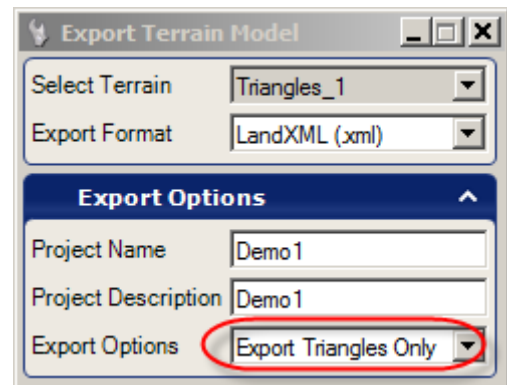 Export Terrain Model
Select Terrain Triangles_1
Export Format LandXML (.xml)
Export Options
Project Name Demo1
Project Description Demo1
Export Options Export Triangles Only